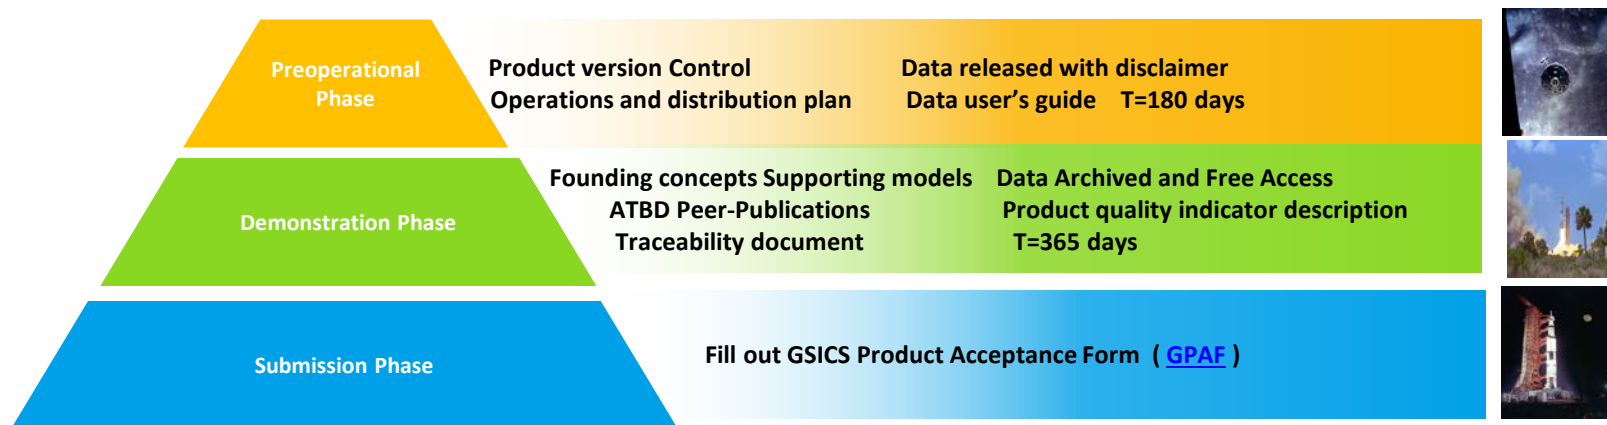 Preoperational
Phase
Product version Control Data released with disclaimer
Operations and distribution plan Data user's guide T=180 days
Demonstration Phase
Founding concepts Supporting models Data Archived and Free Access
ATBD Peer-Publications Product quality indicator description
Traceability document T=365 days
Submission Phase
Fill out GSICS Product Acceptance Form ( GPAF )